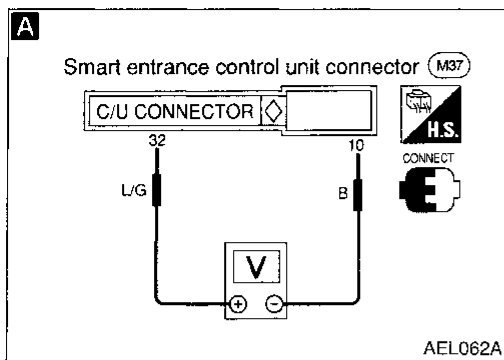 A
Smart entrance control unit connector M37
C/U CONNECTOR
H.S.
32 10
CONNECT
L/G B
V
+ -
AEL062A